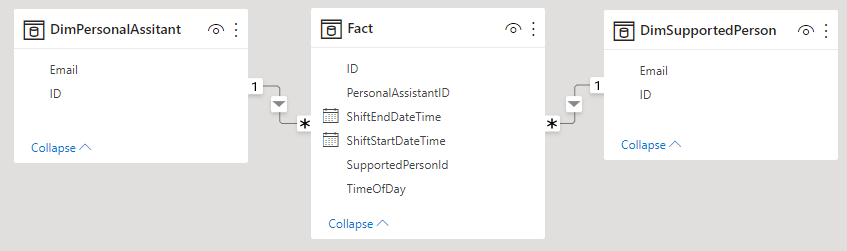 DimPersonalAssitant
Email
ID
Collapse
1
*
Fact
ID
PersonalAssistantID
ShiftEndDateTime
ShiftStartDateTime
SupportedPersonId
TimeOfDay
Collapse
*
1
DimSupportedPerson
Email
ID
Collapse